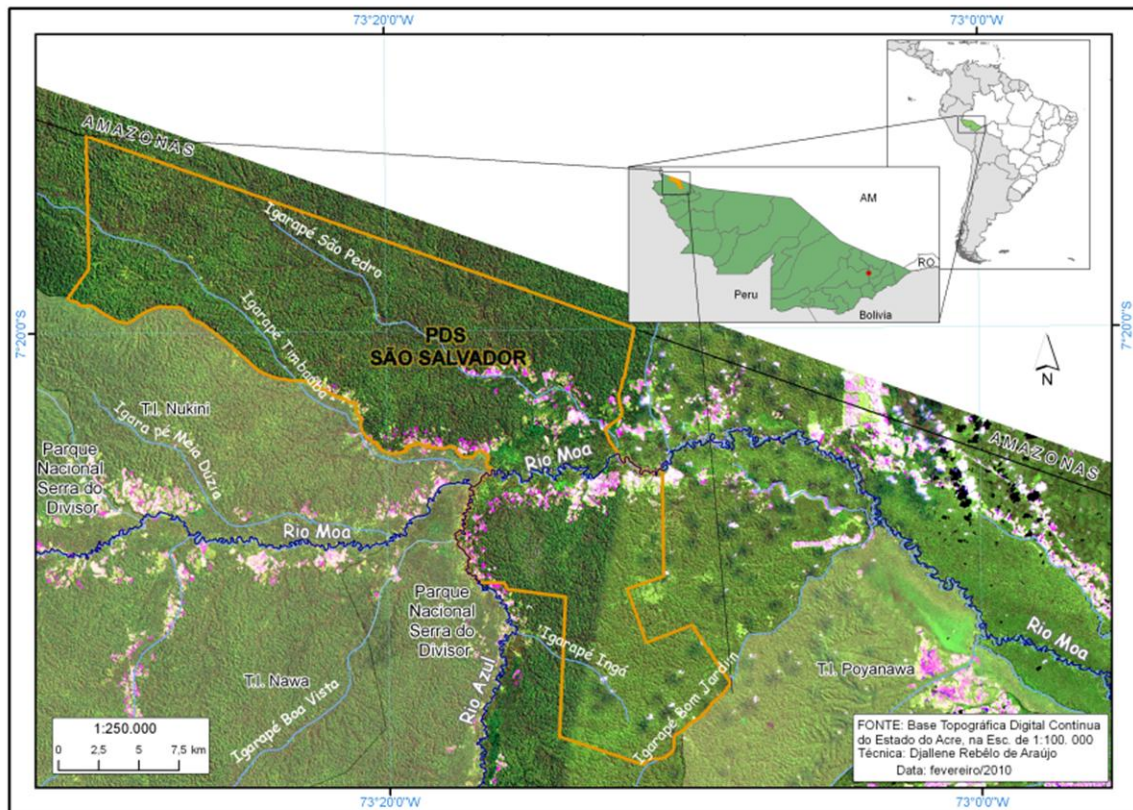 73°20'0"W
73°0'0"W
AMAZONAS
AM
RO
Peru
Bolivia
Igarapé São Pedro
Igarapé Timbaúba
7°20'0"S
7°20'0"S
PDS
SÃO SALVADOR
N
T.I. Nukini
Igara pé Meia Dúzia
Parque
Nacional
Serra do
Divisor
Rio Moa
AMAZONAS
Rio Moa
Rio Moa
Parque
Nacional
Serra do
Divisor
Igarapé Ingá
T.I. Nawa
Igarapé Boa Vista
Rio Azul
Igarapé Bom Jardim
T.I. Poyanawa
1:250.000
0 2,5 5 7,5 km
FONTE: Base Topográfica Digital Contínua
do Estado do Acre, na Esc. de 1:100. 000
Técnica: Djallene Rebêlo de Araújo
Data: fevereiro/2010
73°20'0"W
73°0'0"W